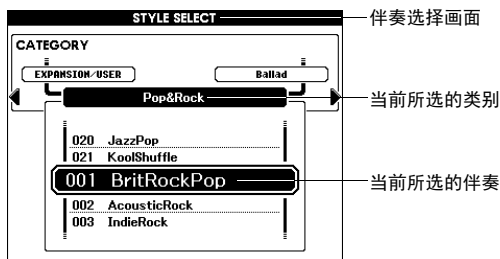 STYLE SELECT
伴奏选择画面
CATEGORY
EXPANSION/USER
Ballad
Pop&Rock
当前所选的类别
020 JazzPop
021 KoolShuffle
001 BritRockPop
当前所选的伴奏
002 AcousticRock
003 IndieRock